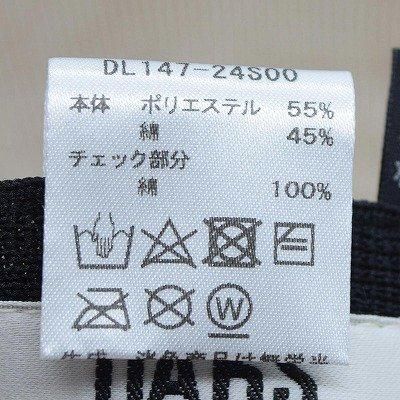 DL147-24S00
本体 ポリエステル 55%
綿 45%
チェック部分
綿 100%
W